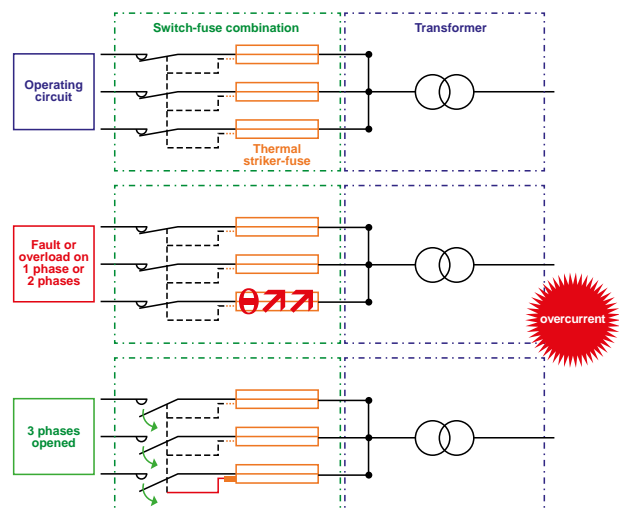 Switch-fuse combination
Transformer
Operating
circuit
Thermal
striker-fuse
Fault or
overload on
1 phase or
2 phases
θ
overcurrent
3 phases
opened